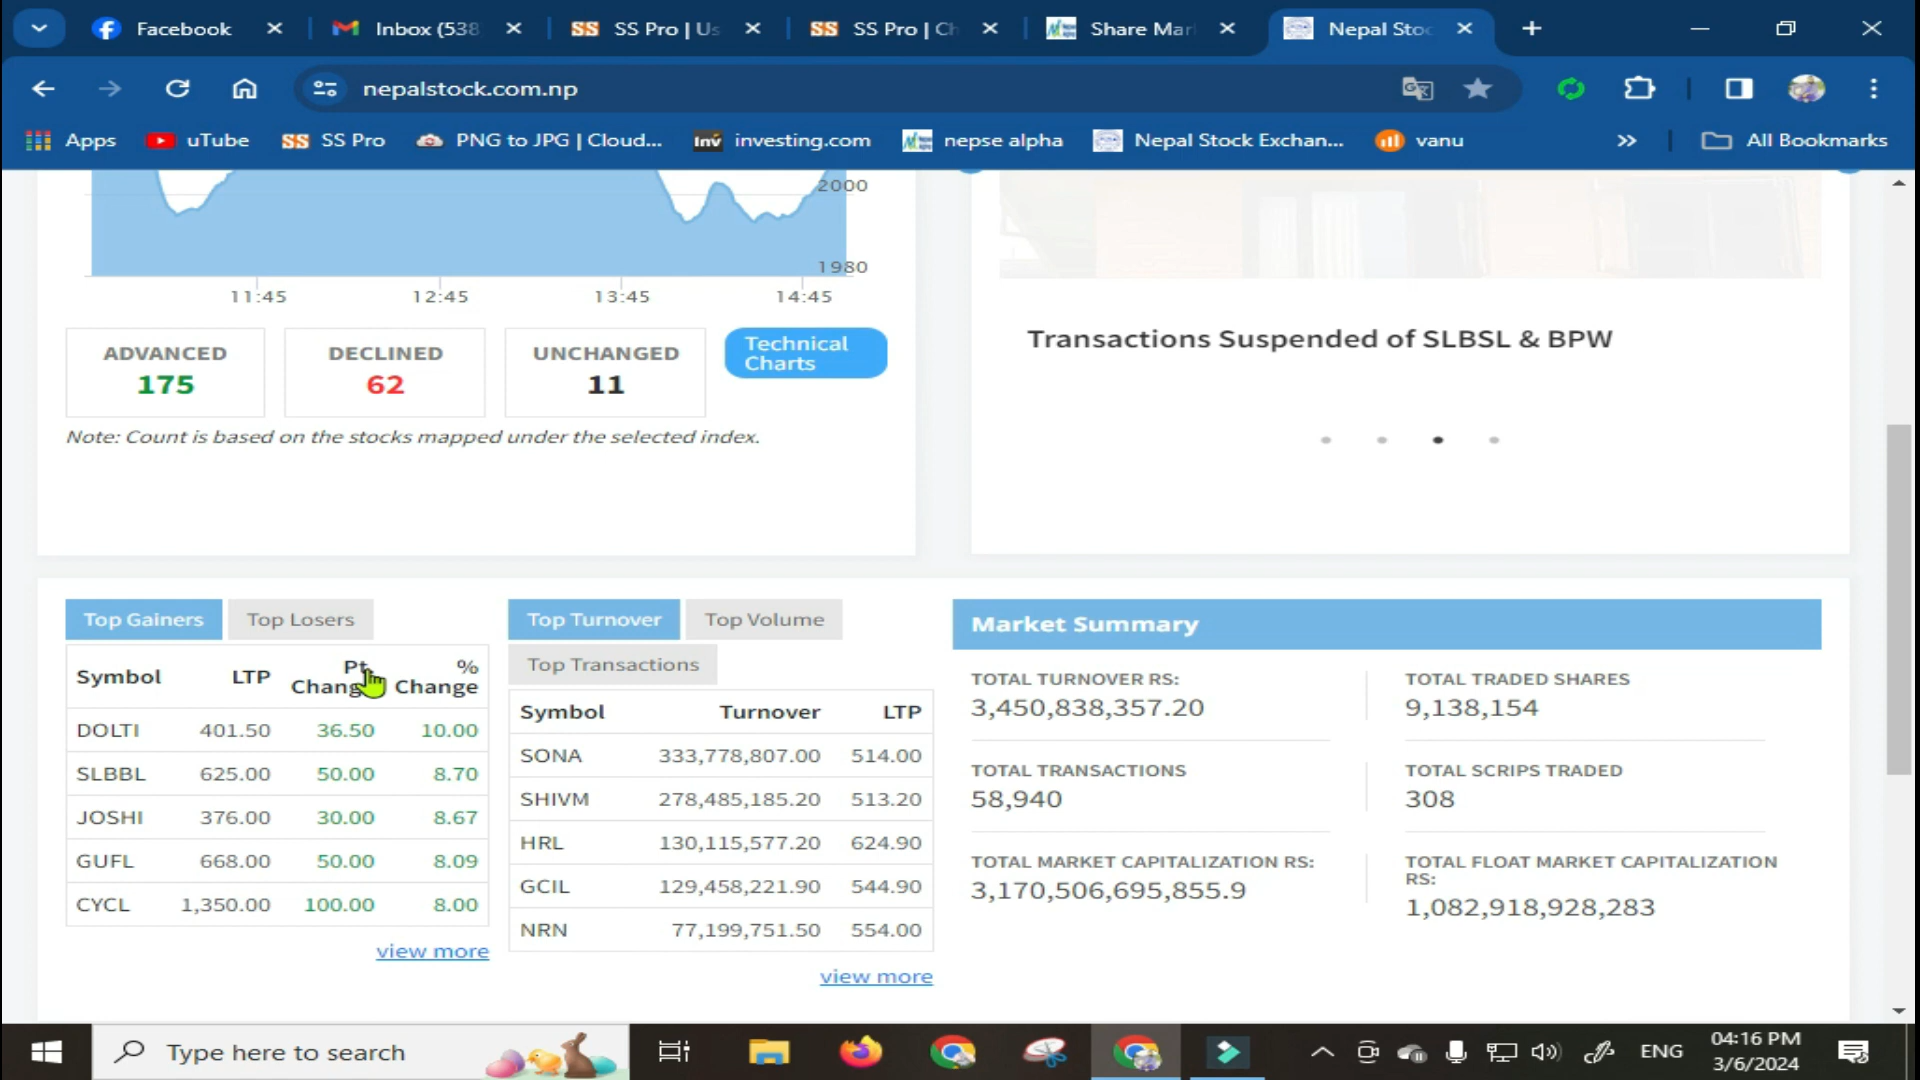 Facebook
Inbox (538
SS Pro | Us
SS Pro | Ch
Share Mar
Nepal Stoc
nepalstock.com.np
Apps
uTube
SS Pro
PNG to JPG | Cloud...
Inv investing.com
nepse alpha
Nepal Stock Exchan...
vanu
All Bookmarks
2000
1980
11:45 12:45 13:45 14:45
ADVANCED
175
DECLINED
62
UNCHANGED
11
Technical
Charts
Note: Count is based on the stocks mapped under the selected index.
Transactions Suspended of SLBSL & BPW
Top Gainers Top Losers
Symbol LTP Pt Change % Change
DOLTI 401.50 36.50 10.00
SLBBL 625.00 50.00 8.70
JOSHI 376.00 30.00 8.67
GUFL 668.00 50.00 8.09
CYCL 1,350.00 100.00 8.00
view more
Top Turnover Top Volume
Top Transactions
Symbol Turnover LTP
SONA 333,778,807.00 514.00
SHIVM 278,485,185.20 513.20
HRL 130,115,577.20 624.90
GCIL 129,458,221.90 544.90
NRN 77,199,751.50 554.00
view more
Market Summary
TOTAL TURNOVER RS:
3,450,838,357.20
TOTAL TRADED SHARES
9,138,154
TOTAL TRANSACTIONS
58,940
TOTAL SCRIPS TRADED
308
TOTAL MARKET CAPITALIZATION RS:
3,170,506,695,855.9
TOTAL FLOAT MARKET CAPITALIZATION
RS:
1,082,918,928,283
Type here to search
ENG
04:16 PM
3/6/2024